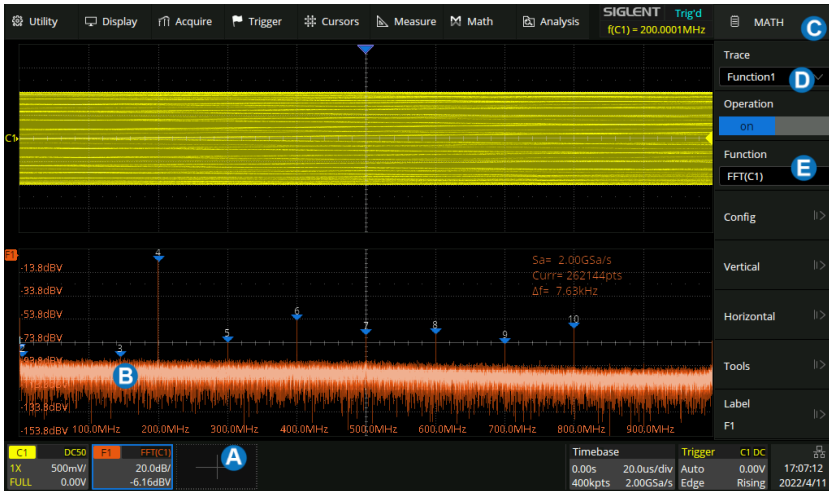 Utility Display Acquire Trigger Cursors Measure Math Analysis
SIGLENT Trig'd
f(C1) = 200.0001MHz
MATH
C
Trace
Function1
D
Operation
on
Function
E
FFT(C1)
Config
Vertical
Horizontal
Tools
Label
F1
C1
F1
4
Sa= 2.00GSa/s
Curr= 262144pts
Δf= 7.63kHz
-13.8dBV
-33.8dBV
-53.8dBV
-73.8dBV
-93.8dBV
-133.8dBV
-153.8dBV
3 5 6 7 8 9 10
B
100.0MHz 200.0MHz 300.0MHz 400.0MHz 500.0MHz 600.0MHz 700.0MHz 800.0MHz 900.0MHz
C1 DC50
1X 500mV/
FULL 0.00V
F1 FFT(C1)
20.0dB/
-6.16dBV
A
Timebase
0.00s 20.0us/div
400kpts 2.00GSa/s
Trigger C1 DC
Auto 0.00V
Edge Rising
17:07:12
2022/4/11